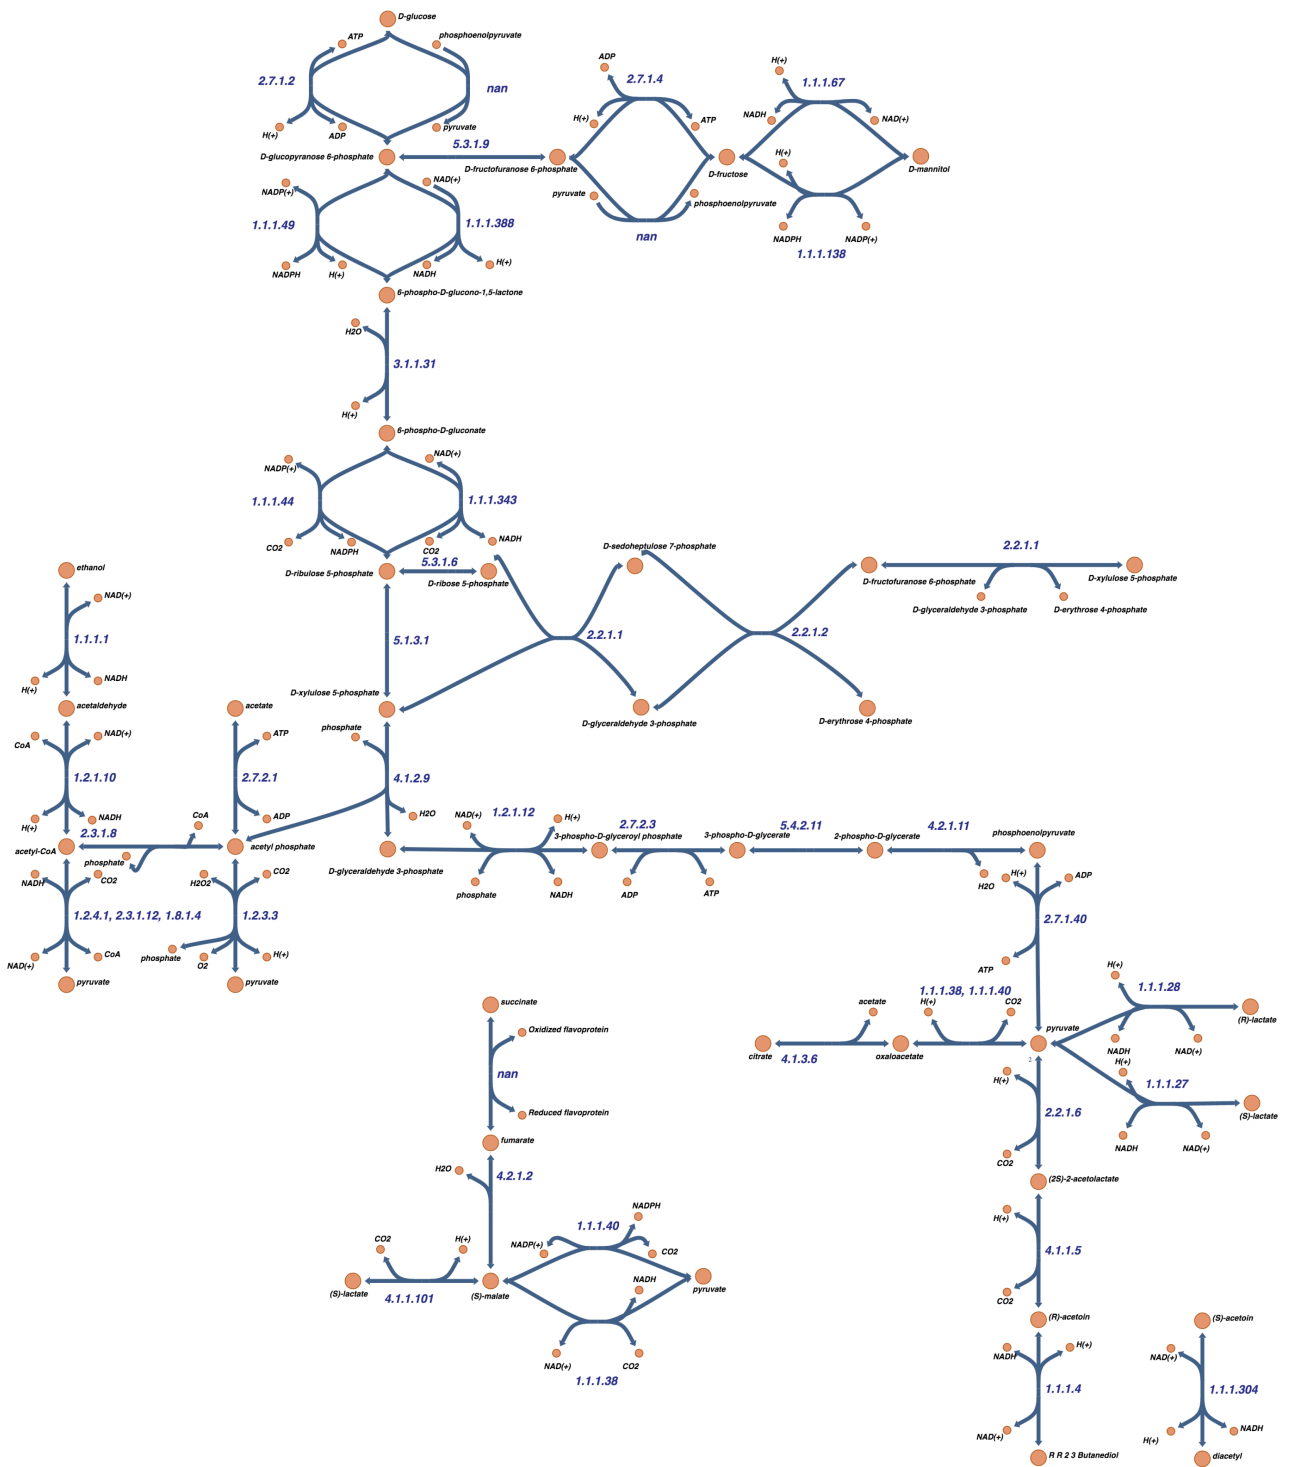 D-glucose
ATP
phosphoenolpyruvate
2.7.1.2
nan
H(+)
ADP
pyruvate
D-glucopyranose 6-phosphate
5.3.1.9
D-fructofuranose 6-phosphate
ADP
2.7.1.4
H(+)
ATP
D-fructose
pyruvate
phosphoenolpyruvate
nan
H(+)
1.1.1.67
NADH
NAD(+)
H(+)
D-mannitol
NADPH
NADP(+)
1.1.1.138
NADP(+)
NAD(+)
1.1.1.49
1.1.1.388
NADPH
H(+)
NADH
H(+)
6-phospho-D-glucono-1,5-lactone
H2O
3.1.1.31
H(+)
6-phospho-D-gluconate
NADP(+)
NAD(+)
1.1.1.44
1.1.1.343
CO2
NADPH
CO2
NADH
D-ribulose 5-phosphate
5.3.1.6
D-ribose 5-phosphate
D-sedoheptulose 7-phosphate
2.2.1.1
D-fructofuranose 6-phosphate
D-xylulose 5-phosphate
D-glyceraldehyde 3-phosphate
D-erythrose 4-phosphate
5.1.3.1
2.2.1.1
2.2.1.2
D-xylulose 5-phosphate
D-glyceraldehyde 3-phosphate
D-erythrose 4-phosphate
ethanol
NAD(+)
1.1.1.1
H(+)
NADH
acetaldehyde
CoA
NAD(+)
1.2.1.10
H(+)
NADH
2.3.1.8
acetyl-CoA
CoA
phosphate
acetate
ATP
2.7.2.1
ADP
acetyl phosphate
phosphate
4.1.2.9
H2O
D-glyceraldehyde 3-phosphate
NADH
CO2
1.2.4.1, 2.3.1.12, 1.8.1.4
NAD(+)
CoA
pyruvate
H2O2
CO2
1.2.3.3
phosphate
O2
H(+)
pyruvate
NAD(+)
1.2.1.12
H(+)
phosphate
NADH
3-phospho-D-glyceroyl phosphate
2.7.2.3
ADP
ATP
3-phospho-D-glycerate
5.4.2.11
2-phospho-D-glycerate
4.2.1.11
H2O
phosphoenolpyruvate
H(+)
ADP
2.7.1.40
ATP
1.1.1.38, 1.1.1.40
acetate
H(+)
CO2
pyruvate
citrate
4.1.3.6
oxaloacetate
2
H(+)
1.1.1.28
(R)-lactate
NADH
NAD(+)
H(+)
1.1.1.27
(S)-lactate
NADH
NAD(+)
H(+)
2.2.1.6
CO2
(2S)-2-acetolactate
H(+)
4.1.1.5
CO2
(R)-acetoin
NADH
H(+)
1.1.1.4
NAD(+)
R R 2 3 Butanediol
(S)-acetoin
NAD(+)
1.1.1.304
H(+)
NADH
diacetyl
succinate
Oxidized flavoprotein
nan
Reduced flavoprotein
fumarate
H2O
4.2.1.2
CO2
H(+)
(S)-lactate
4.1.1.101
(S)-malate
1.1.1.40
NADPH
NADP(+)
CO2
NADH
pyruvate
NAD(+)
CO2
1.1.1.38